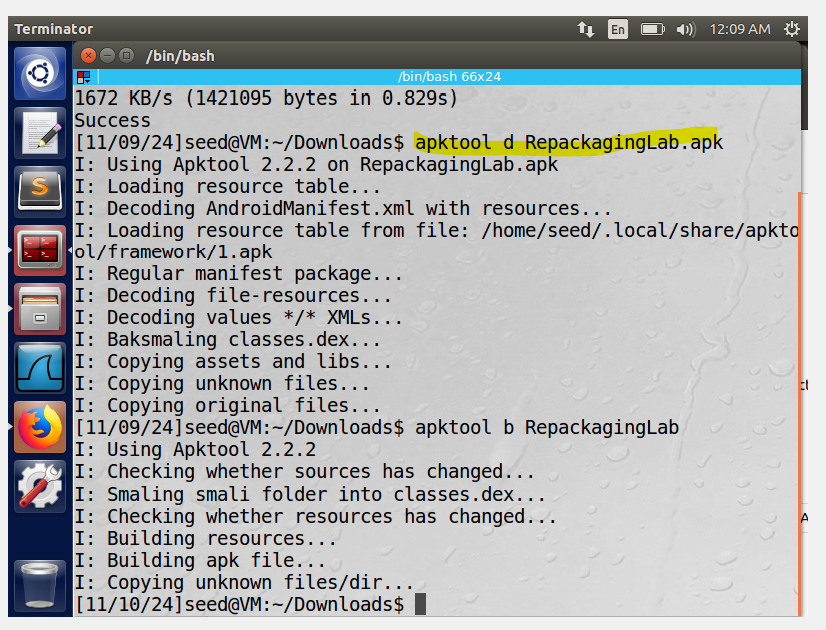 Terminator
En
12:09 AM
/bin/bash
/bin/bash 66x24
1672 KB/s (1421095 bytes in 0.829s)
Success
[11/09/24]seed@VM:~/Downloads$ apktool d RepackagingLab.apk
I: Using Apktool 2.2.2 on RepackagingLab.apk
I: Loading resource table...
I: Decoding AndroidManifest.xml with resources...
I: Loading resource table from file: /home/seed/.local/share/apkto
ol/framework/1.apk
I: Regular manifest package...
I: Decoding file-resources...
I: Decoding values */* XMLs...
I: Baksmaling classes.dex...
I: Copying assets and libs...
I: Copying unknown files...
I: Copying original files...
[11/09/24]seed@VM:~/Downloads$ apktool b RepackagingLab
I: Using Apktool 2.2.2
I: Checking whether sources has changed...
I: Smaling smali folder into classes.dex...
I: Checking whether resources has changed...
I: Building resources...
I: Building apk file...
I: Copying unknown files/dir...
[11/10/24]seed@VM:~/Downloads$